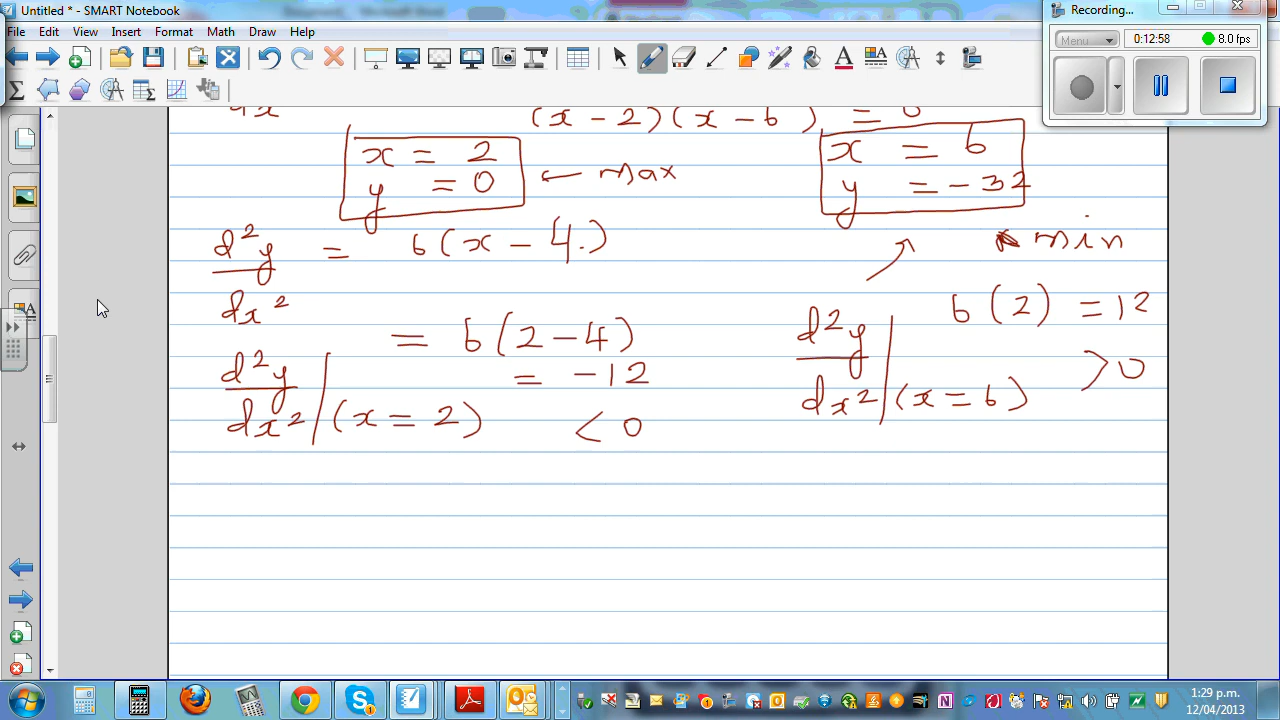 Untitled * - SMART Notebook
File Edit View Insert Format Math Draw Help
Recording...
Menu
0:12:58
8.0 fps
(x - 2)(x - 6) = 0
x = 2
y = 0
← max
x = 6
y = -32
d²y/dx² = 6(x - 4)
min
= 6(2 - 4)
6(2) = 12
d²y/dx² | (x = 2)
= -12
< 0
d²y/dx² | (x = 6)
> 0
1:29 p.m.
12/04/2013